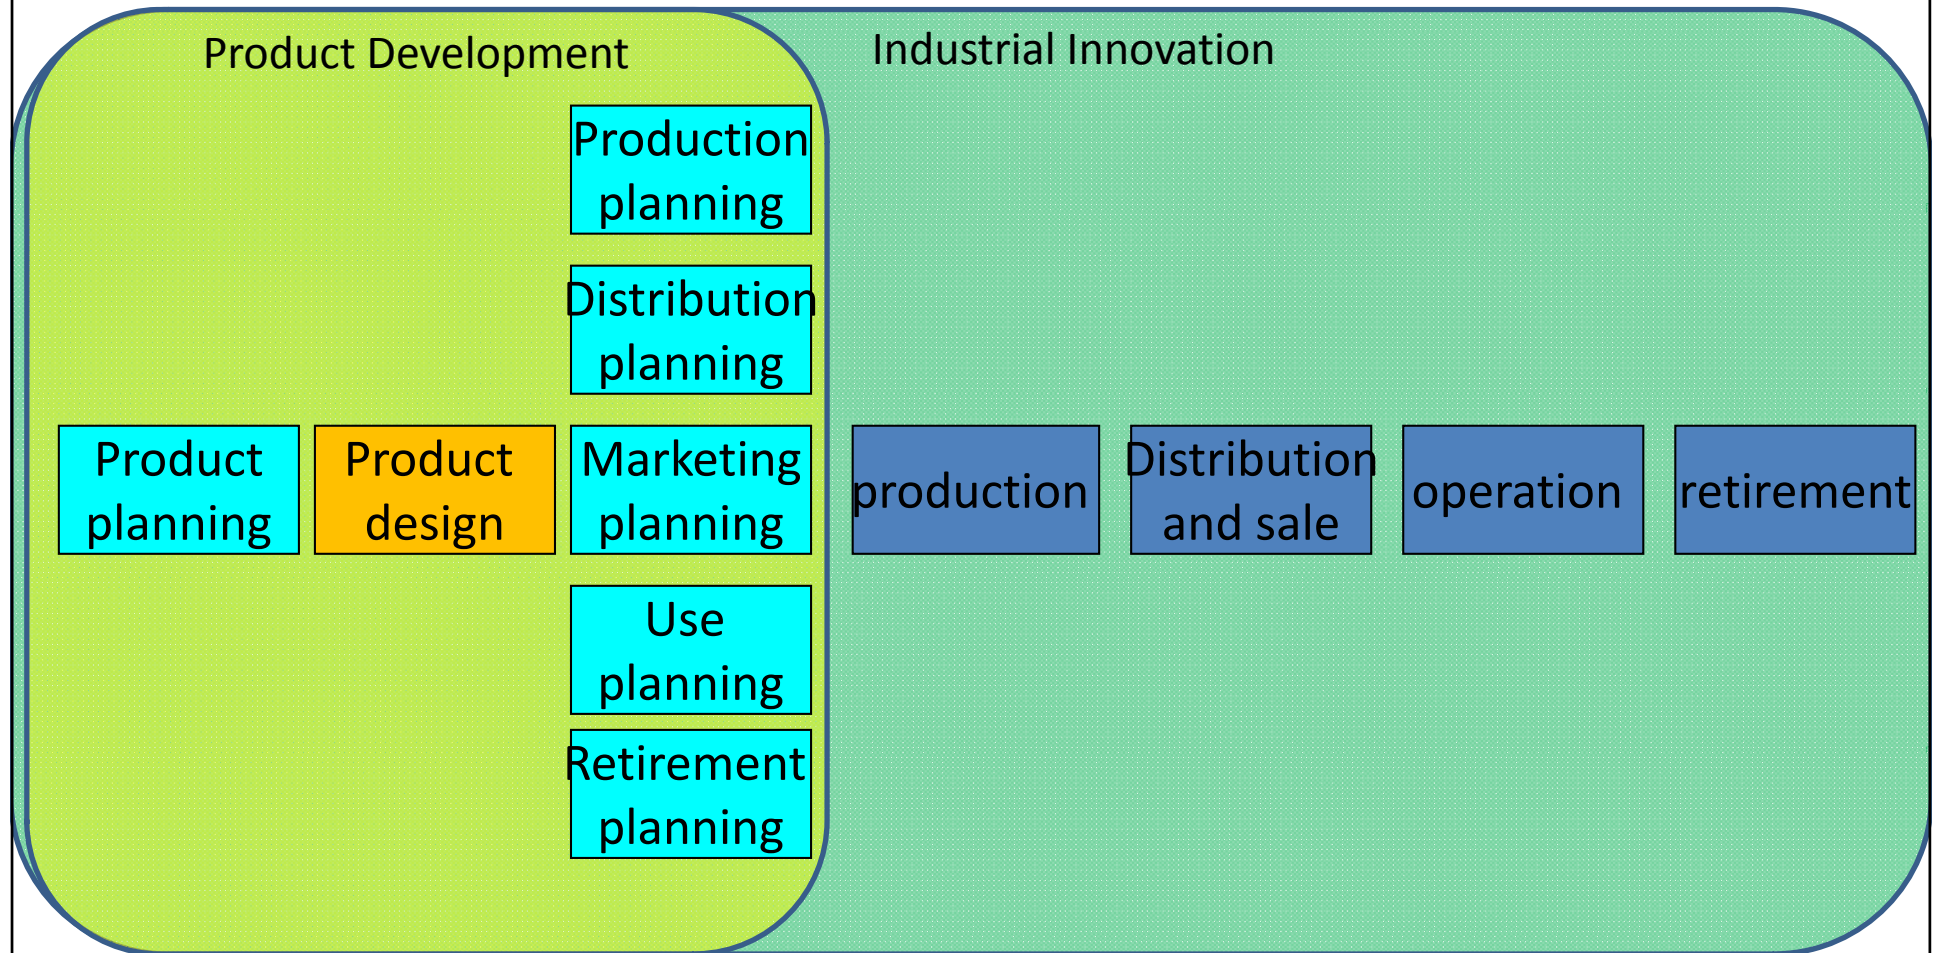 Product Development
Industrial Innovation
Production
planning
Distribution
planning
Product
planning
Product
design
Marketing
planning
production
Distribution
and sale
operation
retirement
Use
planning
Retirement
planning